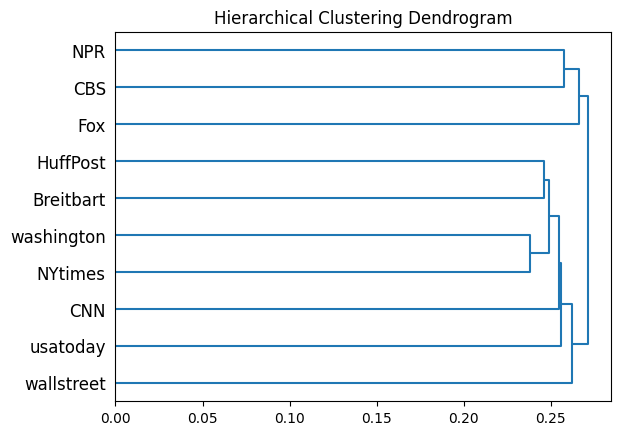 Hierarchical Clustering Dendrogram
NPR
CBS
Fox
HuffPost
Breitbart
washington
NYtimes
CNN
usatoday
wallstreet
0.00 0.05 0.10 0.15 0.20 0.25